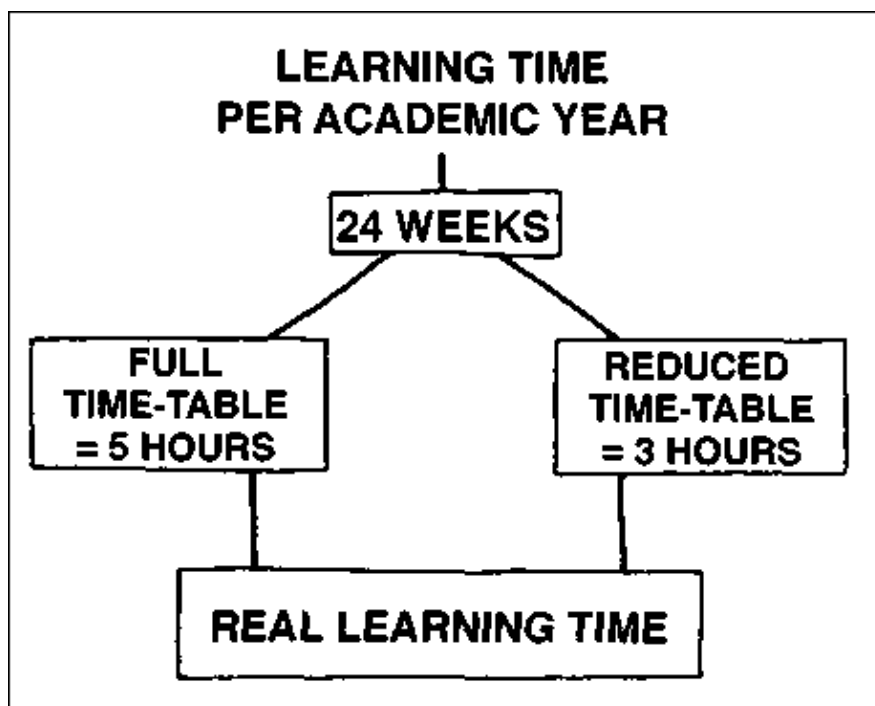 LEARNING TIME
PER ACADEMIC YEAR
24 WEEKS
FULL
TIME-TABLE
= 5 HOURS
REDUCED
TIME-TABLE
= 3 HOURS
REAL LEARNING TIME